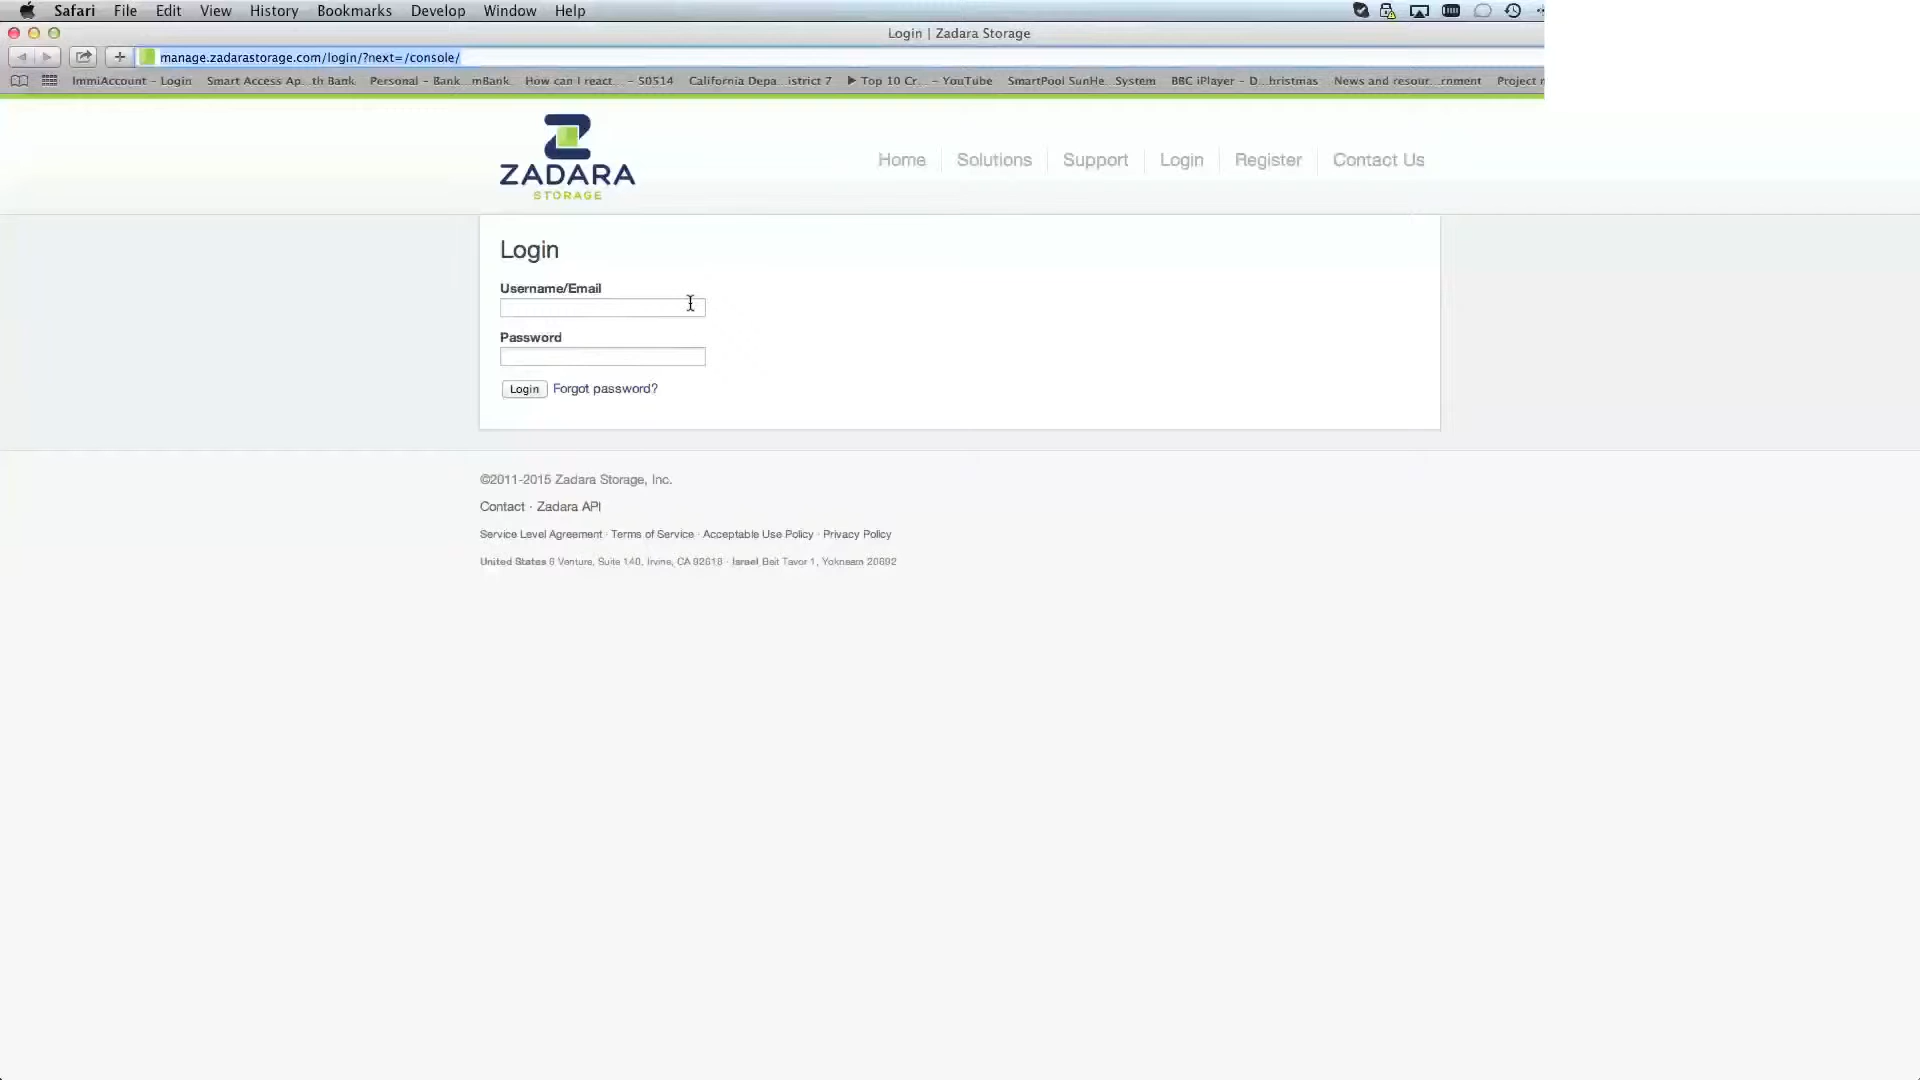 Safari File Edit View History Bookmarks Develop Window Help
Login | Zadara Storage
manage.zadarastorage.com/login/?next=/console/
ImmiAccount - Login Smart Access Ap...th Bank Personal - Bank...mBank How can I react... - S0514 California Depa...istrict 7 ▶ Top 10 Cr... - YouTube SmartPool SunHe...System BBC iPlayer - D...hristmas News and resour...rnment Project
ZADARA
STORAGE
Home Solutions Support Login Register Contact Us
Login
Username/Email
Password
Login Forgot password?
©2011-2015 Zadara Storage, Inc.
Contact · Zadara API
Service Level Agreement · Terms of Service · Acceptable Use Policy · Privacy Policy
United States 6 Venture, Suite 140, Irvine, CA 92618 · Israel Beit Tavor 1, Yokneam 20692